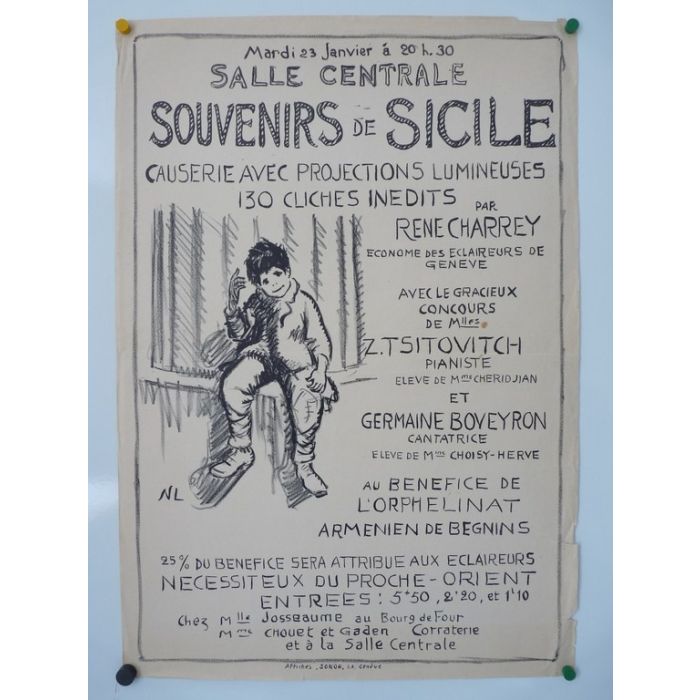 Mardi 23 Janvier à 20 h. 30
SALLE CENTRALE
SOUVENIRS DE SICILE
CAUSERIE AVEC PROJECTIONS LUMINEUSES
130 CLICHES INEDITS
PAR
RENE CHARREY
ECONOME DES ECLAIREURS DE
GENEVE
AVEC LE GRACIEUX
CONCOURS
DE Mlles
Z. TSITOVITCH
PIANISTE
ELEVE DE Mme CHERIDJIAN
ET
GERMAINE BOVEYRON
CANTATRICE
ELEVE DE Mme CHOISY-HERVE
NL
AU BENEFICE DE
L'ORPHELINAT
ARMENIEN DE BEGNINS
25% DU BENEFICE SERA ATTRIBUE AUX ECLAIREURS
NECESSITEUX DU PROCHE-ORIENT
ENTREES : 5f50, 2f20, et 1f10
Chez Mlle Josseaume au Bourg de Four
Mme Chouet et Gaden Corraterie
et à la Salle Centrale
Affiches, SONOR, S.A. Genève